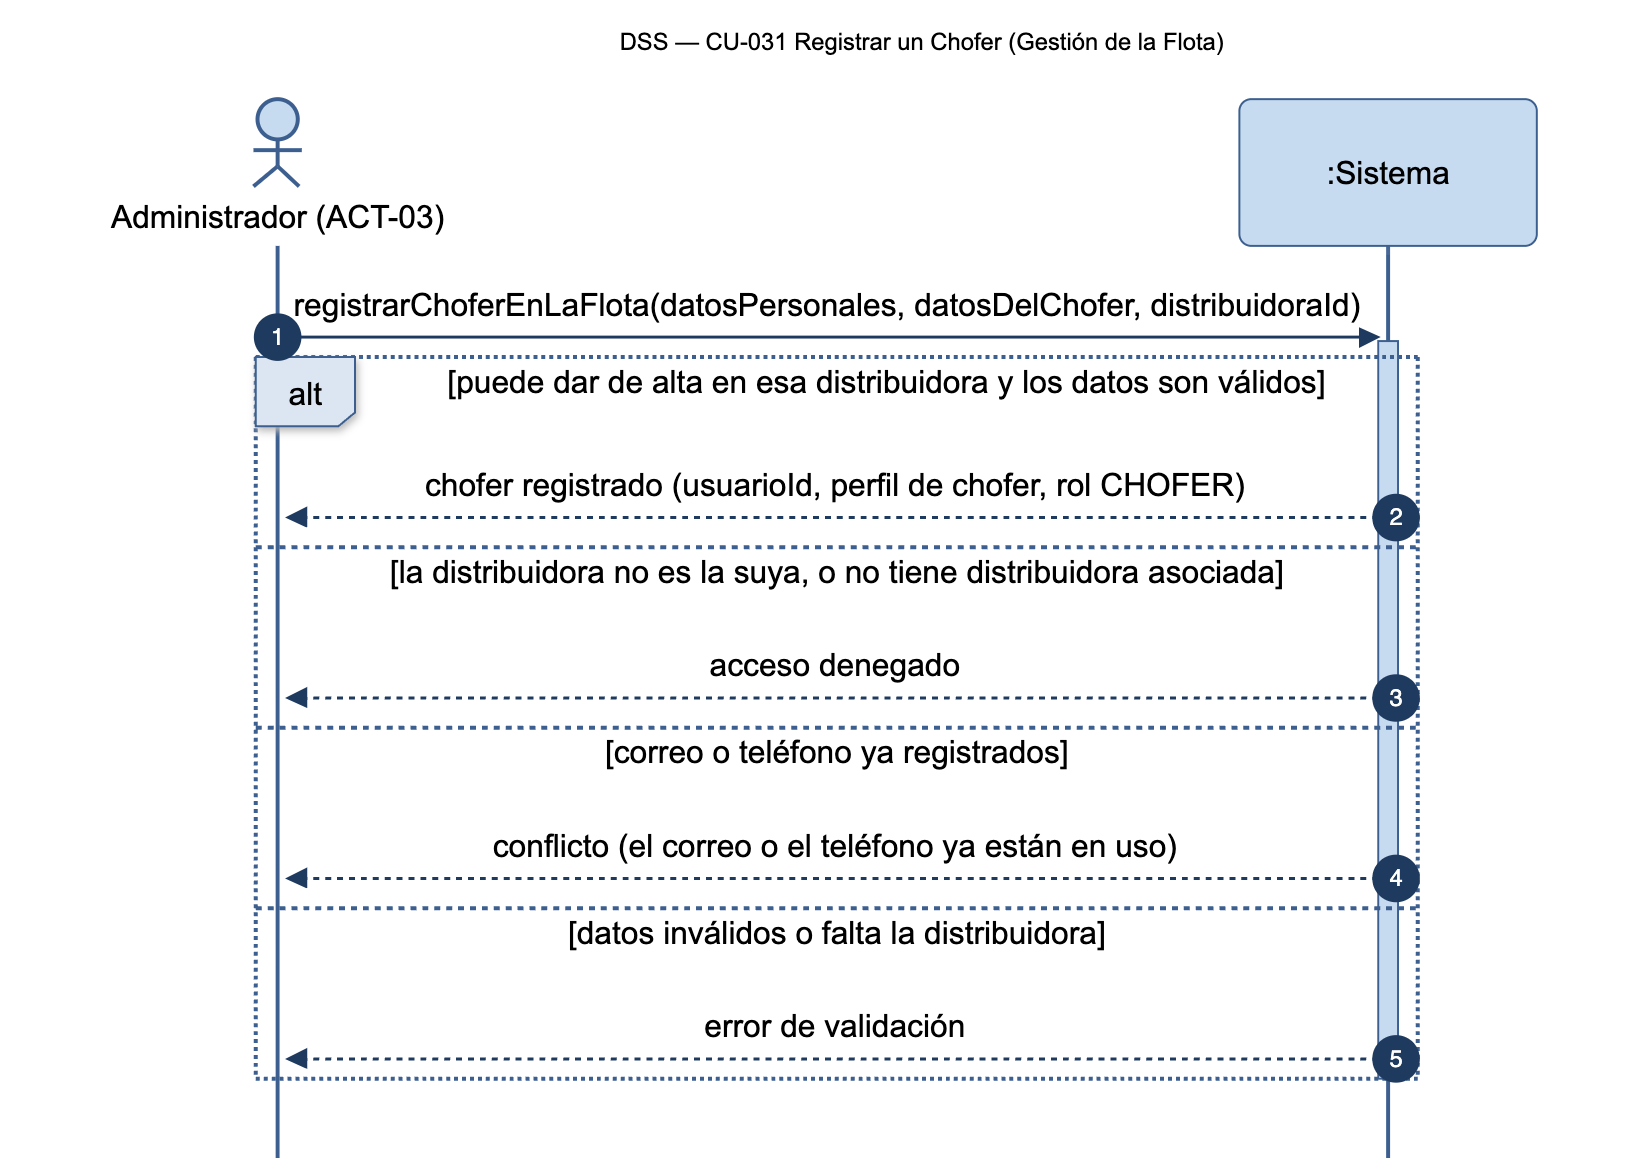 DSS — CU-031 Registrar un Chofer (Gestión de la Flota)
Administrador (ACT-03)
:Sistema
registrarChoferEnLaFlota(datosPersonales, datosDelChofer, distribuidoraId)
1
alt
[puede dar de alta en esa distribuidora y los datos son válidos]
chofer registrado (usuarioId, perfil de chofer, rol CHOFER)
2
[la distribuidora no es la suya, o no tiene distribuidora asociada]
acceso denegado
3
[correo o teléfono ya registrados]
conflicto (el correo o el teléfono ya están en uso)
4
[datos inválidos o falta la distribuidora]
error de validación
5